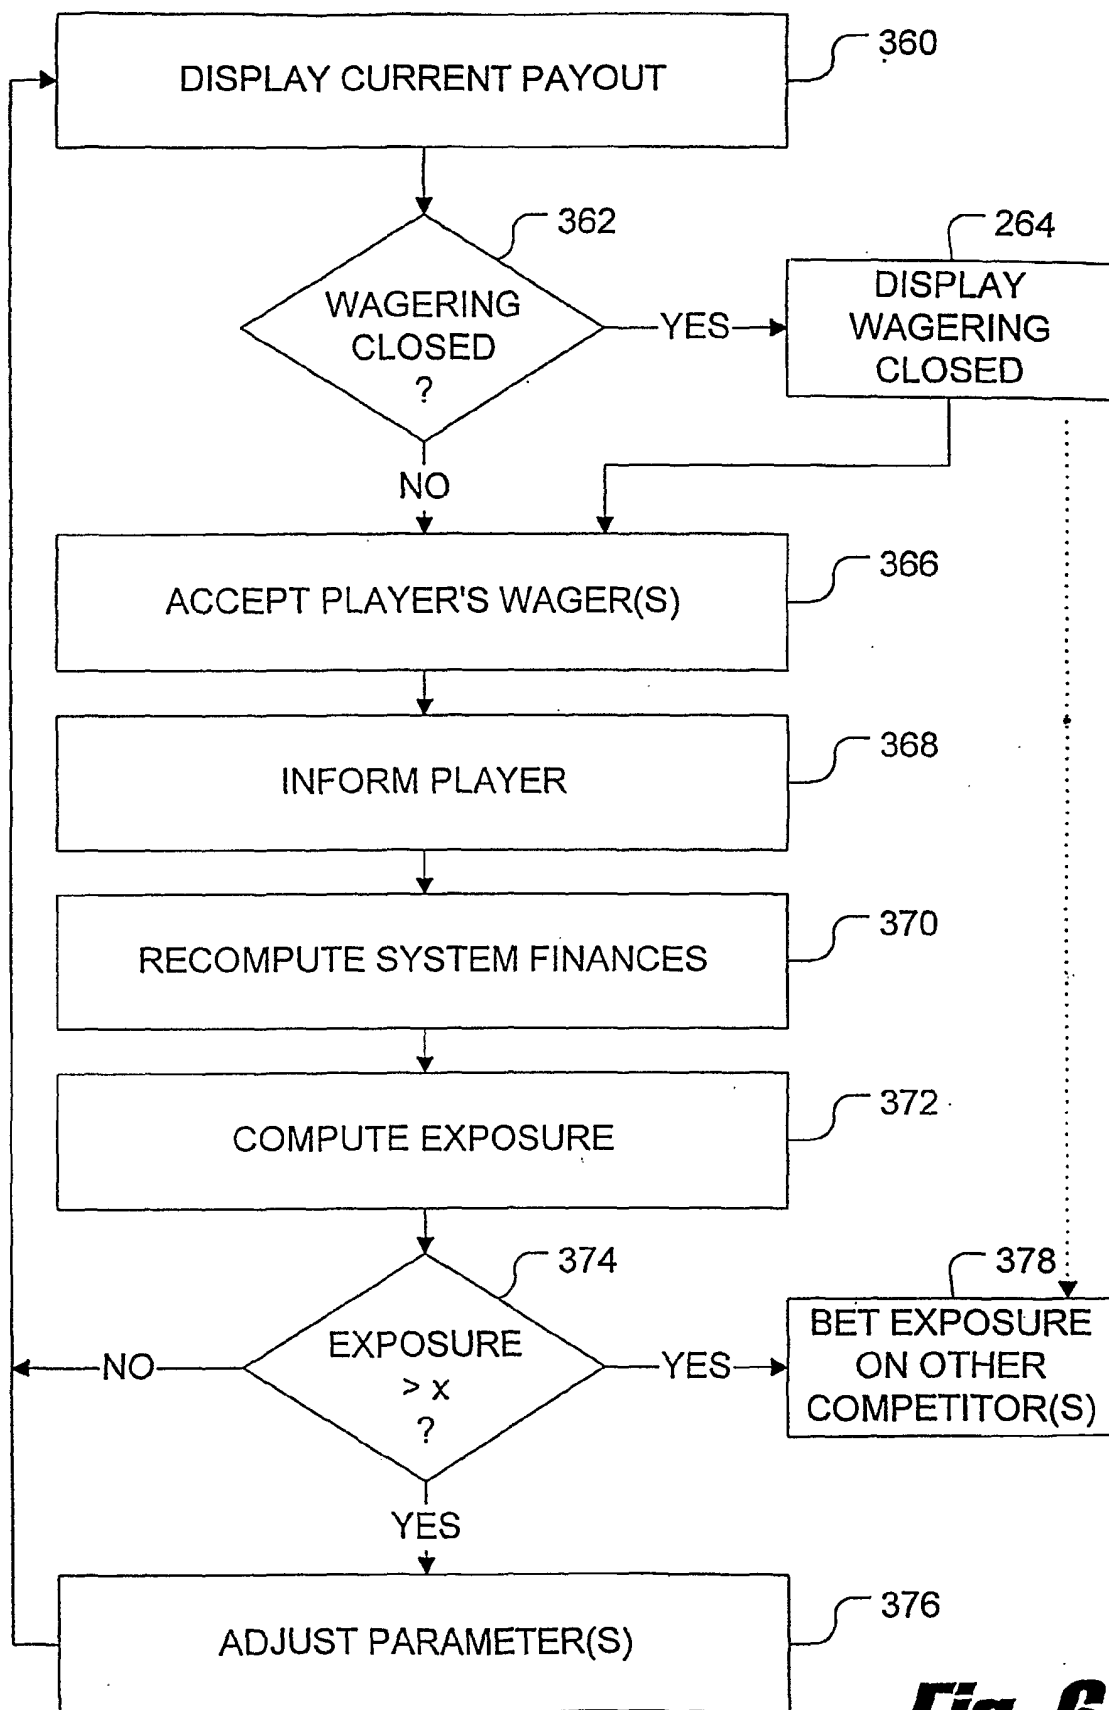 DISPLAY CURRENT PAYOUT
360
362
WAGERING
CLOSED
?
YES
264
DISPLAY
WAGERING
CLOSED
NO
ACCEPT PLAYER'S WAGER(S)
366
INFORM PLAYER
368
RECOMPUTE SYSTEM FINANCES
370
COMPUTE EXPOSURE
372
374
EXPOSURE
> x
?
NO
YES
378
BET EXPOSURE
ON OTHER
COMPETITOR(S)
YES
ADJUST PARAMETER(S)
376
Fig. 6